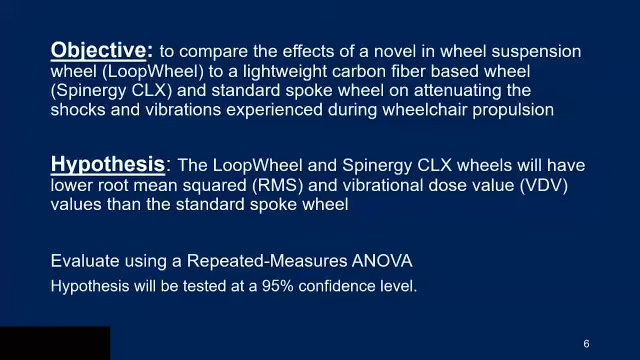 Objective: to compare the effects of a novel in wheel suspension
wheel (LoopWheel) to a lightweight carbon fiber based wheel
(Spinergy CLX) and standard spoke wheel on attenuating the
shocks and vibrations experienced during wheelchair propulsion
Hypothesis: The LoopWheel and Spinergy CLX wheels will have
lower root mean squared (RMS) and vibrational dose value (VDV)
values than the standard spoke wheel
Evaluate using a Repeated-Measures ANOVA
Hypothesis will be tested at a 95% confidence level.
6